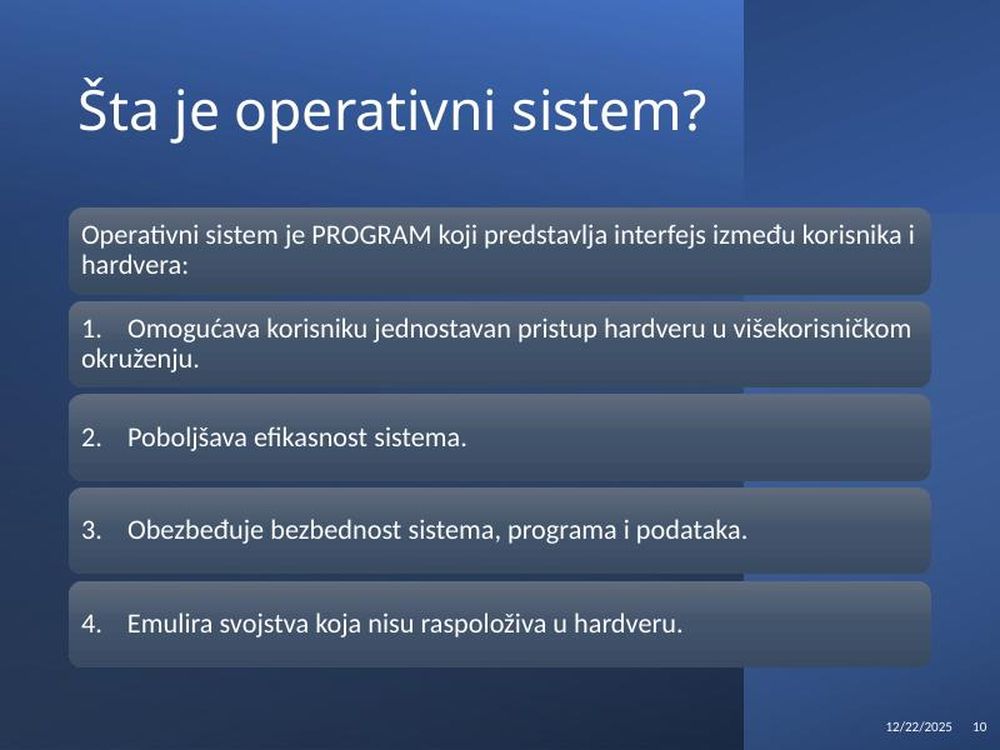 Šta je operativni sistem?
Operativni sistem je PROGRAM koji predstavlja interfejs između korisnika i
hardvera:
1. Omogućava korisniku jednostavan pristup hardveru u višekorisničkom
okruženju.
2. Poboljšava efikasnost sistema.
3. Obezbeđuje bezbednost sistema, programa i podataka.
4. Emulira svojstva koja nisu raspoloživa u hardveru.
12/22/2025 10